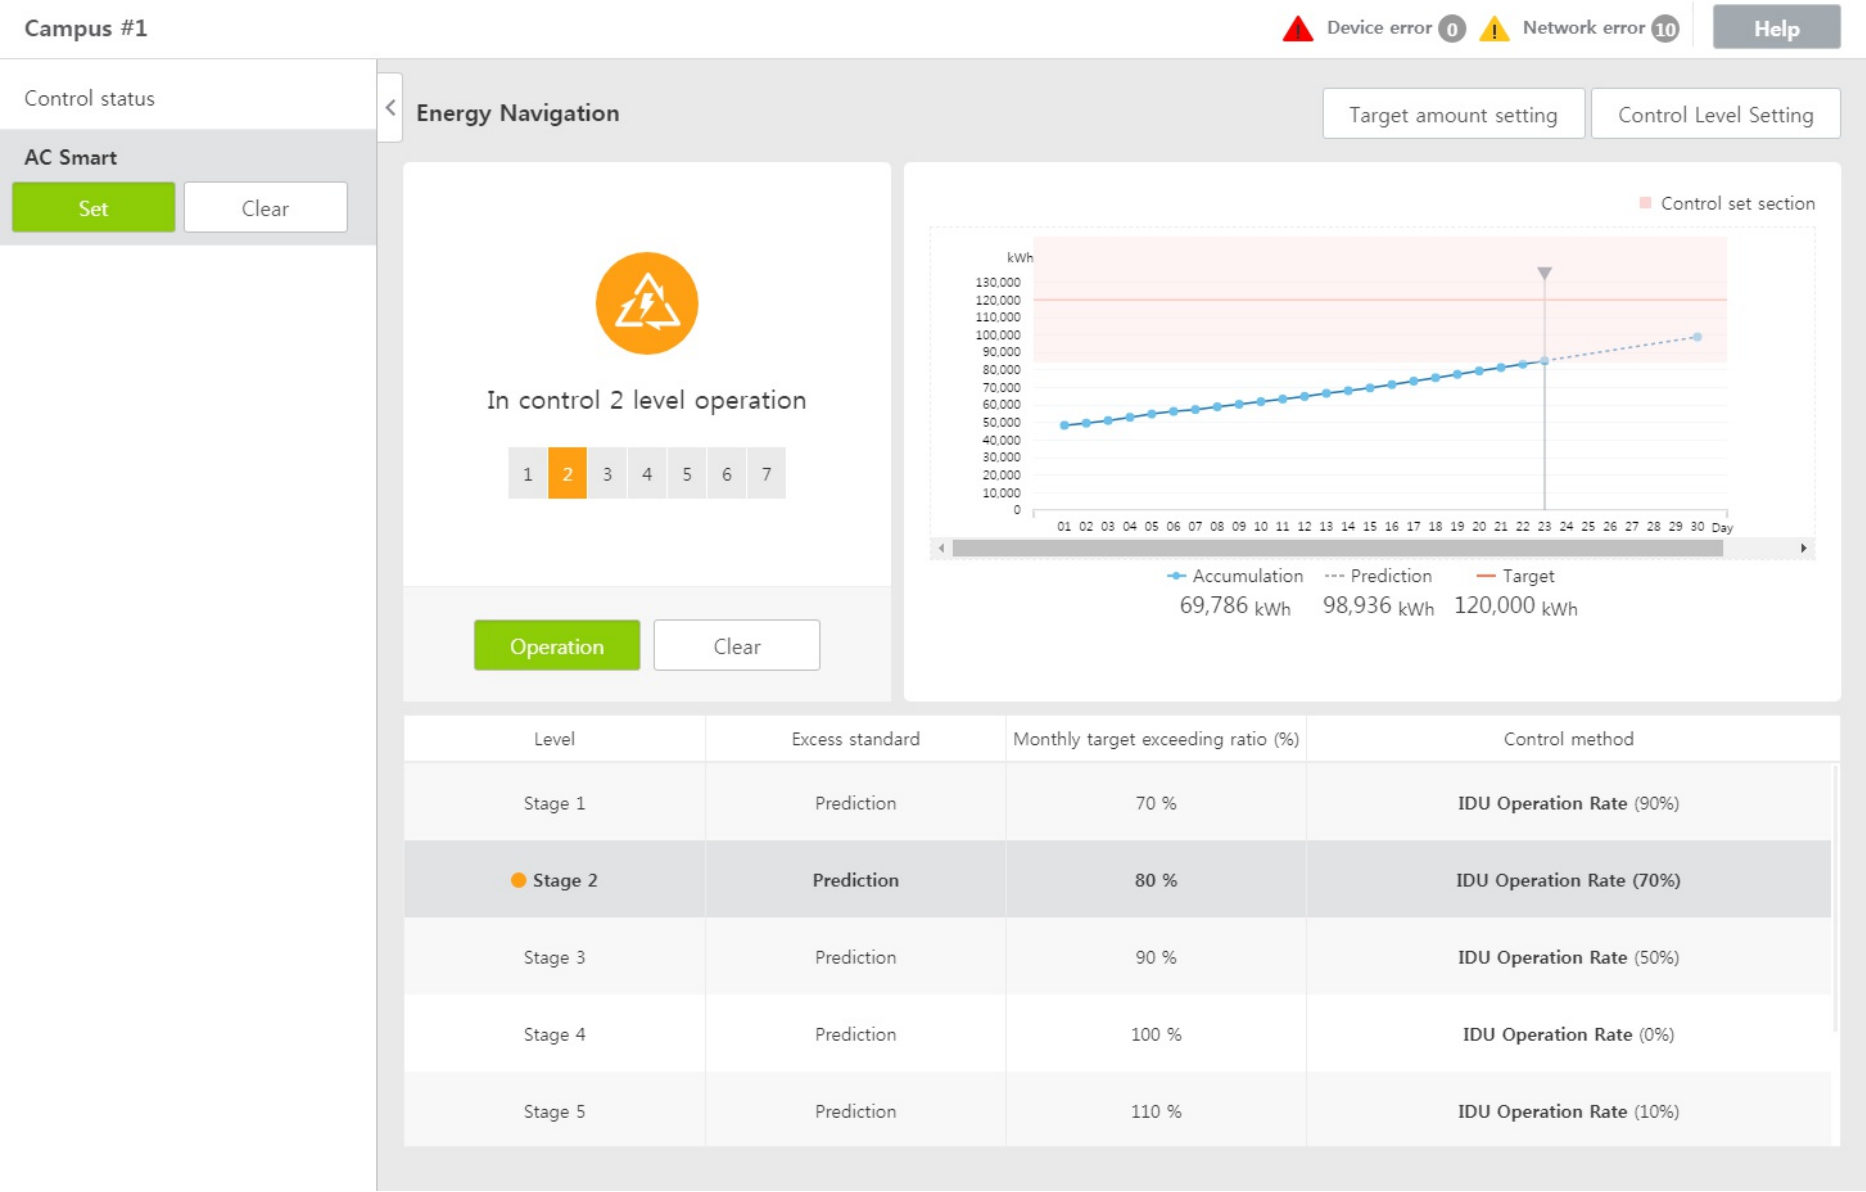 Campus #1
Device error 0
Network error 10
Help
Control status
AC Smart
Set
Clear
Energy Navigation
Target amount setting
Control Level Setting
In control 2 level operation
1 2 3 4 5 6 7
Operation
Clear
Control set section
kWh
130,000
120,000
110,000
100,000
90,000
80,000
70,000
60,000
50,000
40,000
30,000
20,000
10,000
0
01 02 03 04 05 06 07 08 09 10 11 12 13 14 15 16 17 18 19 20 21 22 23 24 25 26 27 28 29 30 Day
Accumulation Prediction Target
69,786 kWh 98,936 kWh 120,000 kWh
Level Excess standard Monthly target exceeding ratio (%) Control method
Stage 1 Prediction 70 % IDU Operation Rate (90%)
Stage 2 Prediction 80 % IDU Operation Rate (70%)
Stage 3 Prediction 90 % IDU Operation Rate (50%)
Stage 4 Prediction 100 % IDU Operation Rate (0%)
Stage 5 Prediction 110 % IDU Operation Rate (10%)